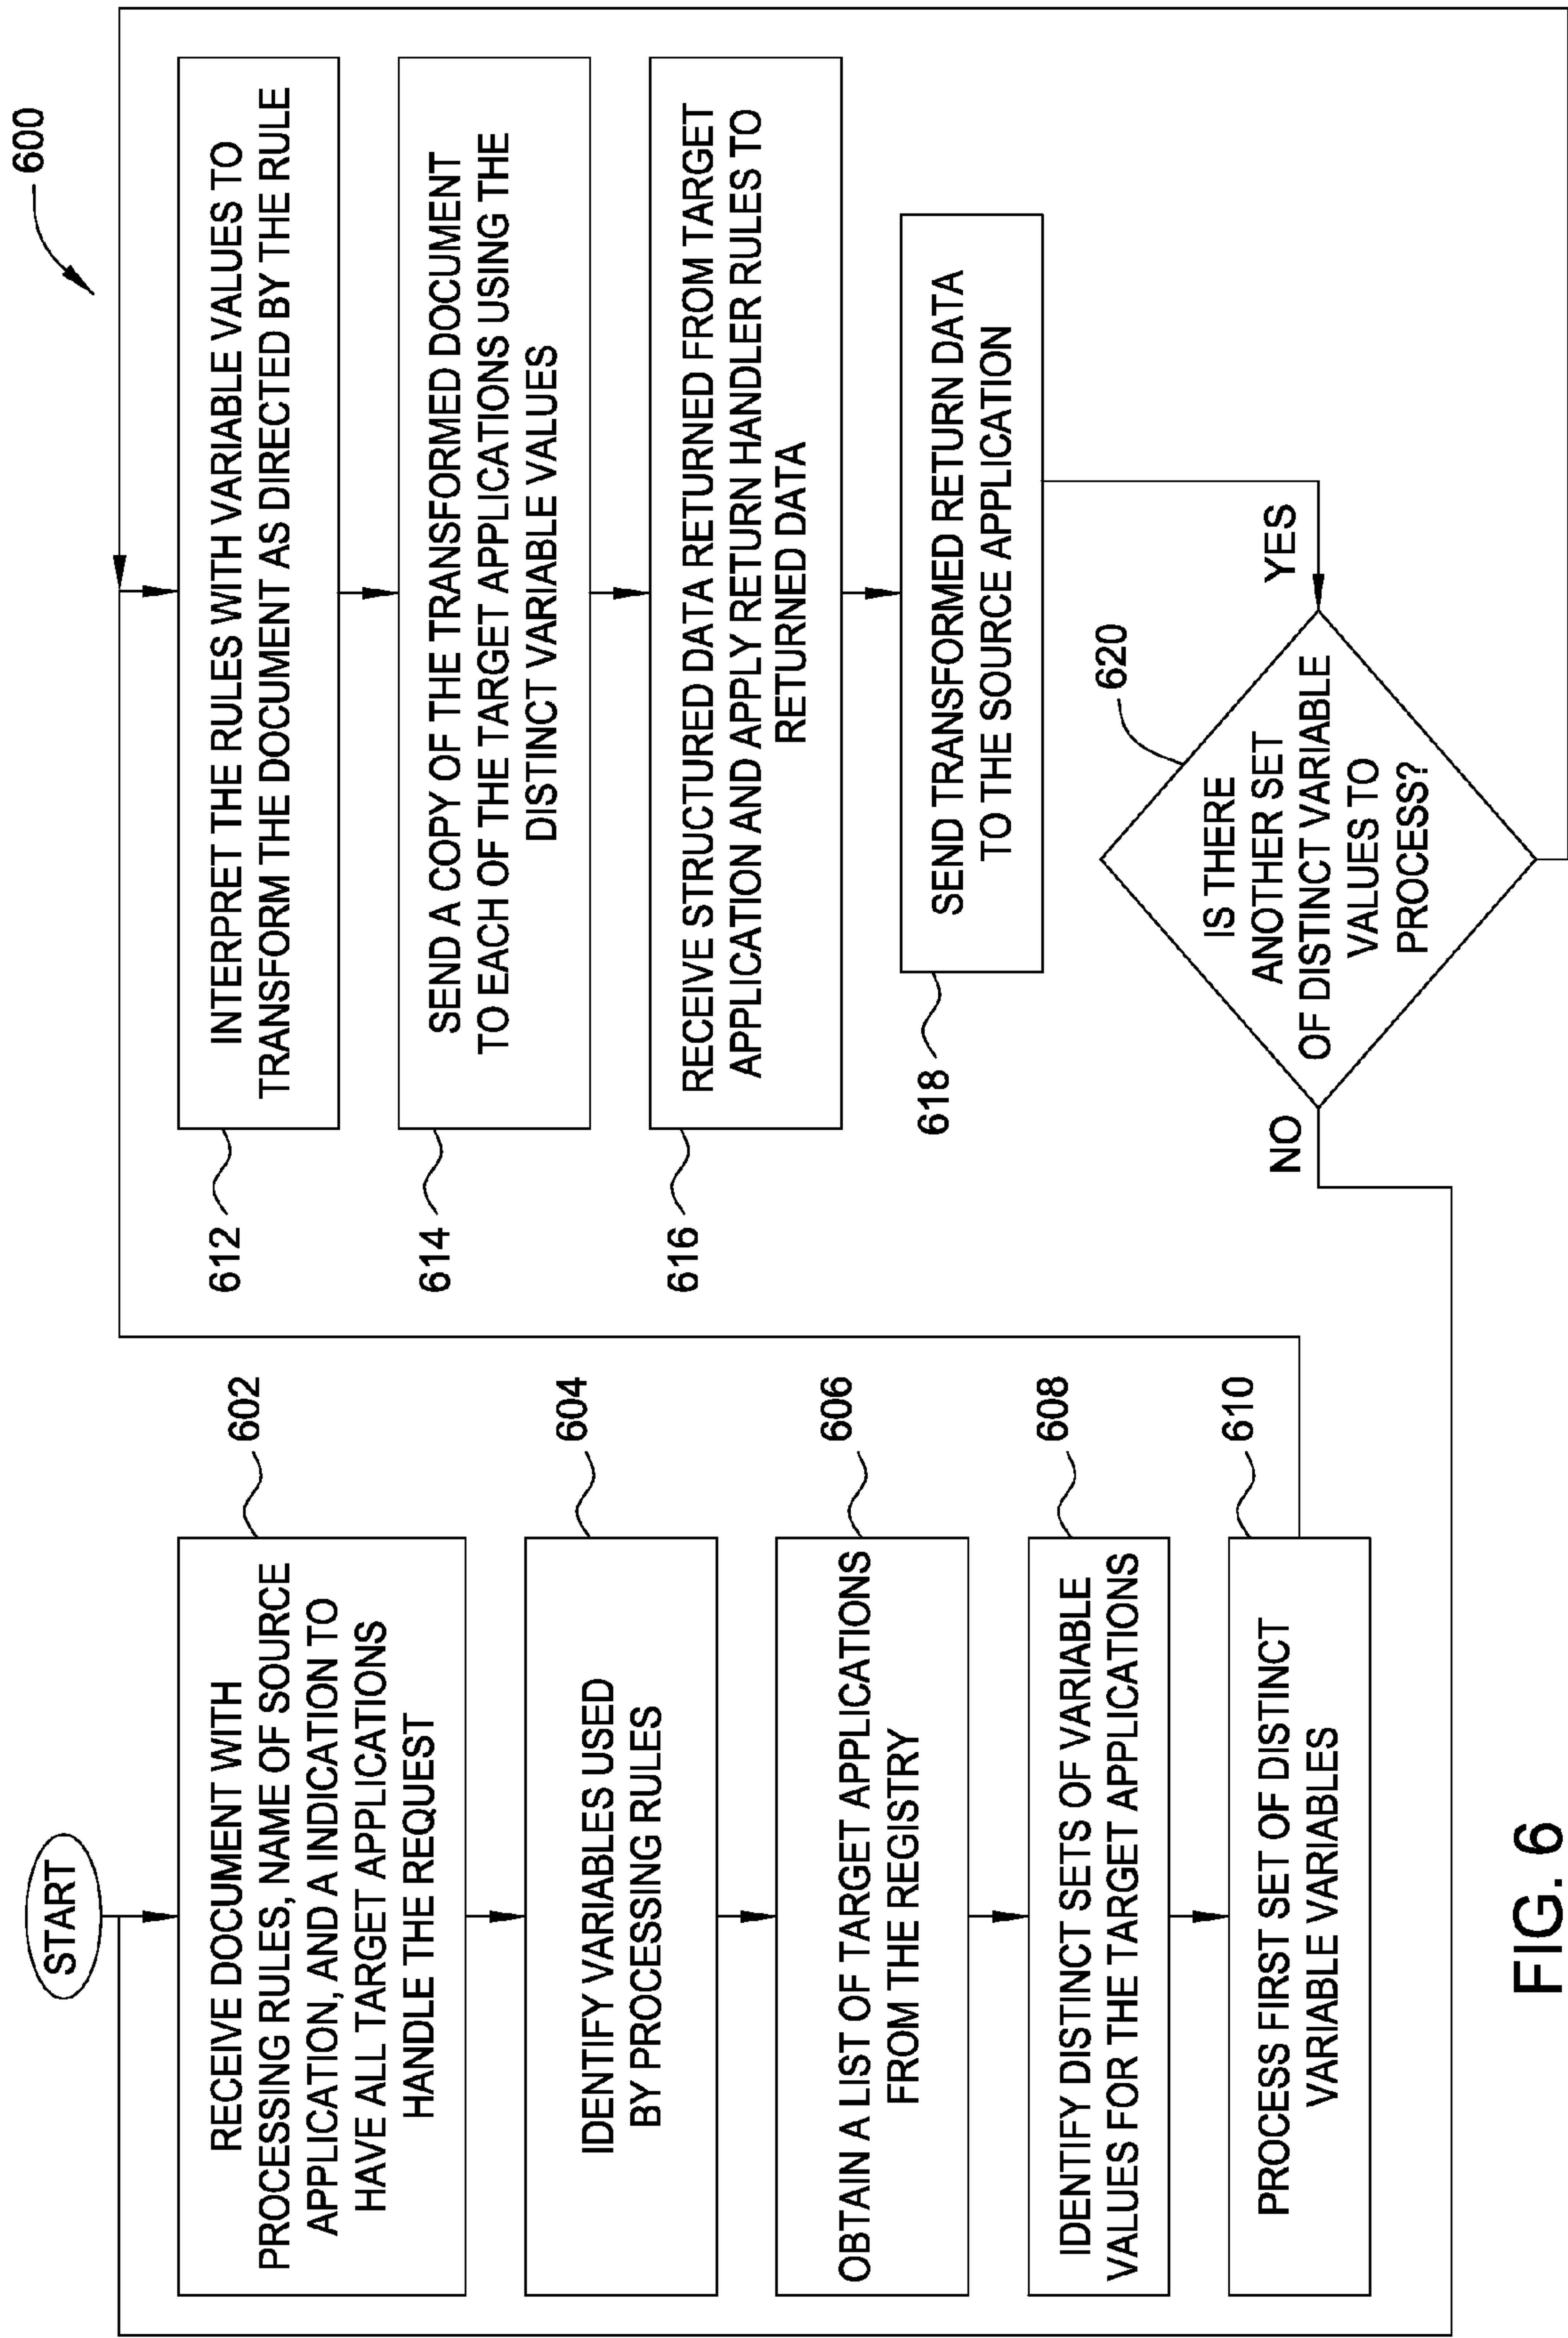 600
START
RECEIVE DOCUMENT WITH
PROCESSING RULES, NAME OF SOURCE
APPLICATION, AND A INDICATION TO
HAVE ALL TARGET APPLICATIONS
HANDLE THE REQUEST
602
IDENTIFY VARIABLES USED
BY PROCESSING RULES
604
OBTAIN A LIST OF TARGET APPLICATIONS
FROM THE REGISTRY
606
IDENTIFY DISTINCT SETS OF VARIABLE
VALUES FOR THE TARGET APPLICATIONS
608
PROCESS FIRST SET OF DISTINCT
VARIABLE VARIABLES
610
INTERPRET THE RULES WITH VARIABLE VALUES TO
TRANSFORM THE DOCUMENT AS DIRECTED BY THE RULE
612
SEND A COPY OF THE TRANSFORMED DOCUMENT
TO EACH OF THE TARGET APPLICATIONS USING THE
DISTINCT VARIABLE VALUES
614
RECEIVE STRUCTURED DATA RETURNED FROM TARGET
APPLICATION AND APPLY RETURN HANDLER RULES TO
RETURNED DATA
616
SEND TRANSFORMED RETURN DATA
TO THE SOURCE APPLICATION
618
YES
620
IS THERE
ANOTHER SET
OF DISTINCT VARIABLE
VALUES TO
PROCESS?
NO
FIG. 6